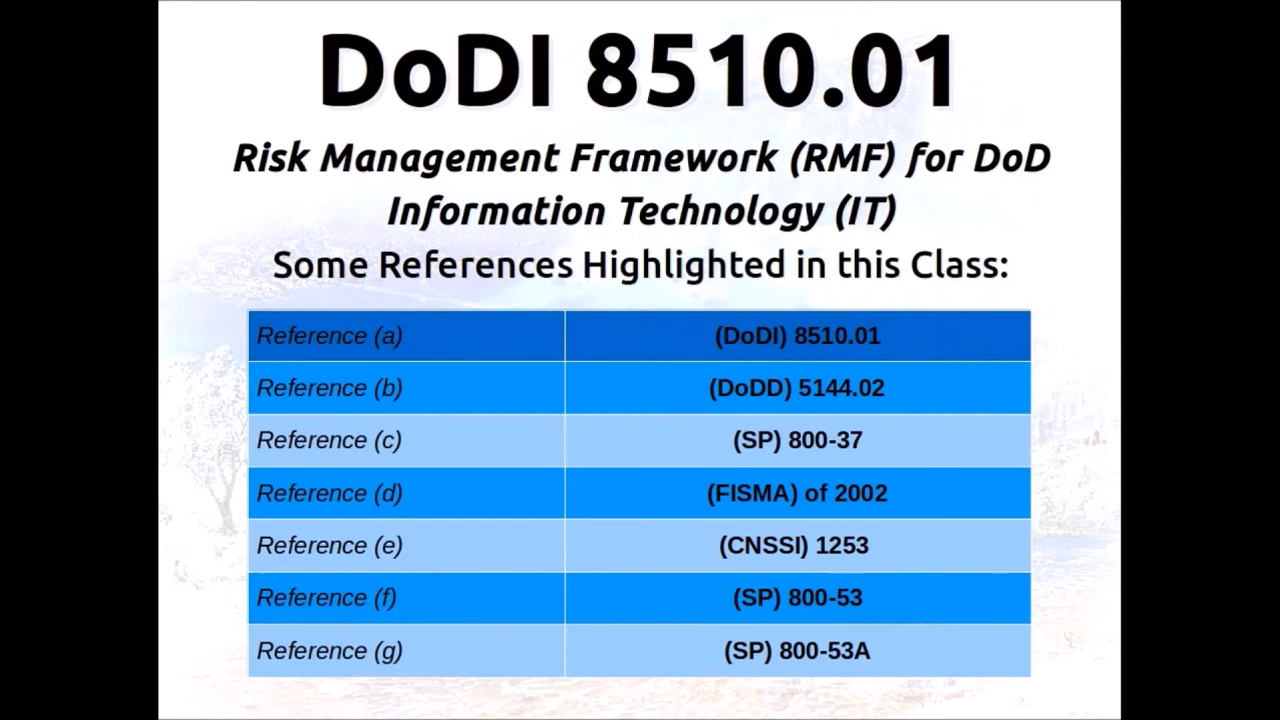 DoDI 8510.01
Risk Management Framework (RMF) for DoD
Information Technology (IT)
Some References Highlighted in this Class:
Reference (a) (DoDI) 8510.01
Reference (b) (DoDD) 5144.02
Reference (c) (SP) 800-37
Reference (d) (FISMA) of 2002
Reference (e) (CNSSI) 1253
Reference (f) (SP) 800-53
Reference (g) (SP) 800-53A